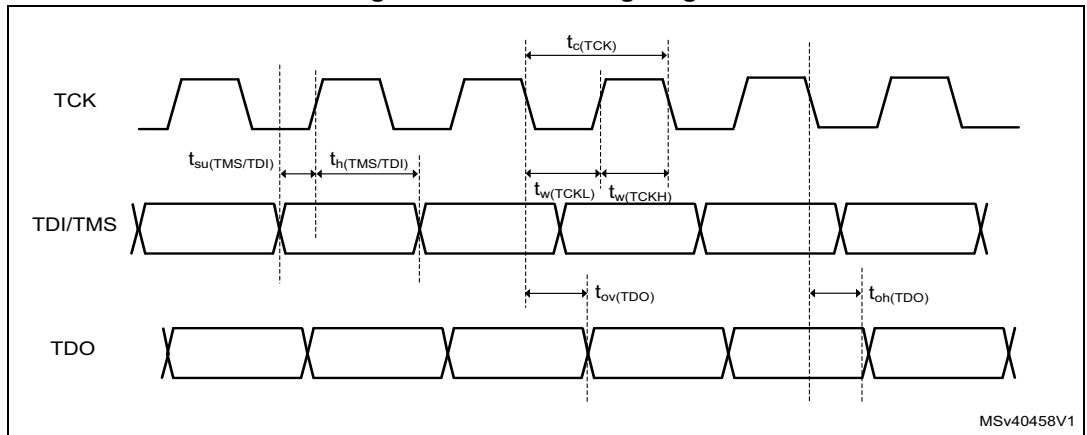 tc(TCK)
TCK
tsu(TMS/TDI)
th(TMS/TDI)
tw(TCKL)
tw(TCKH)
TDI/TMS
tov(TDO)
toh(TDO)
TDO
MSv40458V1